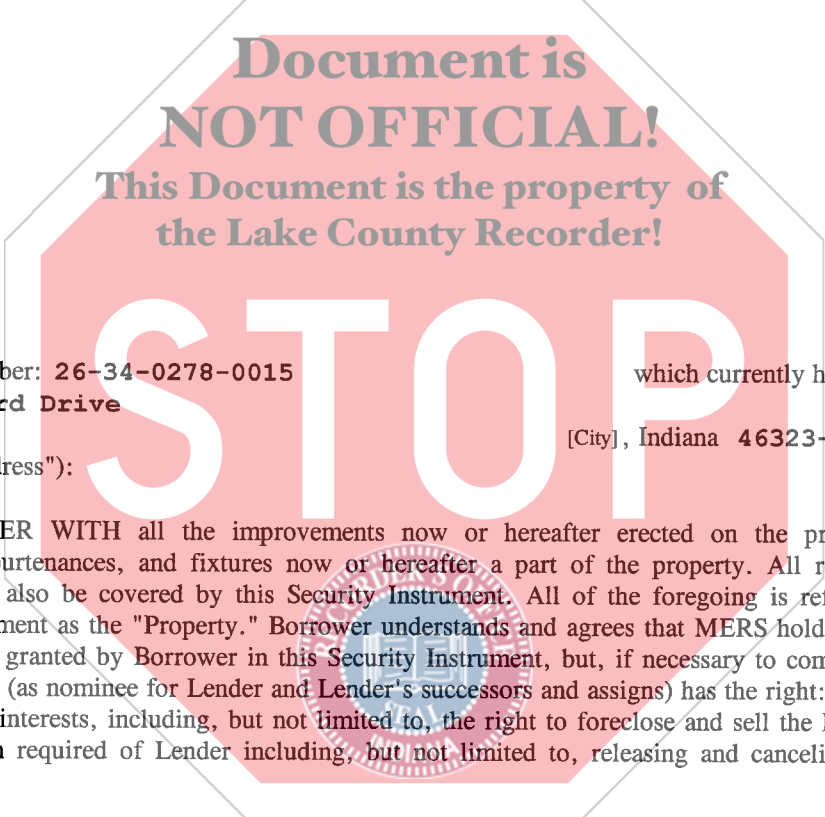 Document is
NOT OFFICIAL!
This Document is the property of
the Lake County Recorder!
STOP
ber: 26-34-0278-0015 which currently h
rd Drive
[City], Indiana 46323-
dress"):
ER WITH all the improvements now or hereafter erected on the pr
urtenances, and fixtures now or hereafter a part of the property. All r
also be covered by this Security Instrument. All of the foregoing is ref
ment as the "Property." Borrower understands and agrees that MERS hold
granted by Borrower in this Security Instrument, but, if necessary to com
(as nominee for Lender and Lender's successors and assigns) has the right:
interests, including, but not limited to, the right to foreclose and sell the
required of Lender including, but not limited to, releasing and canceli
RECORDER'S OFFICE
SEAL
INDIANA